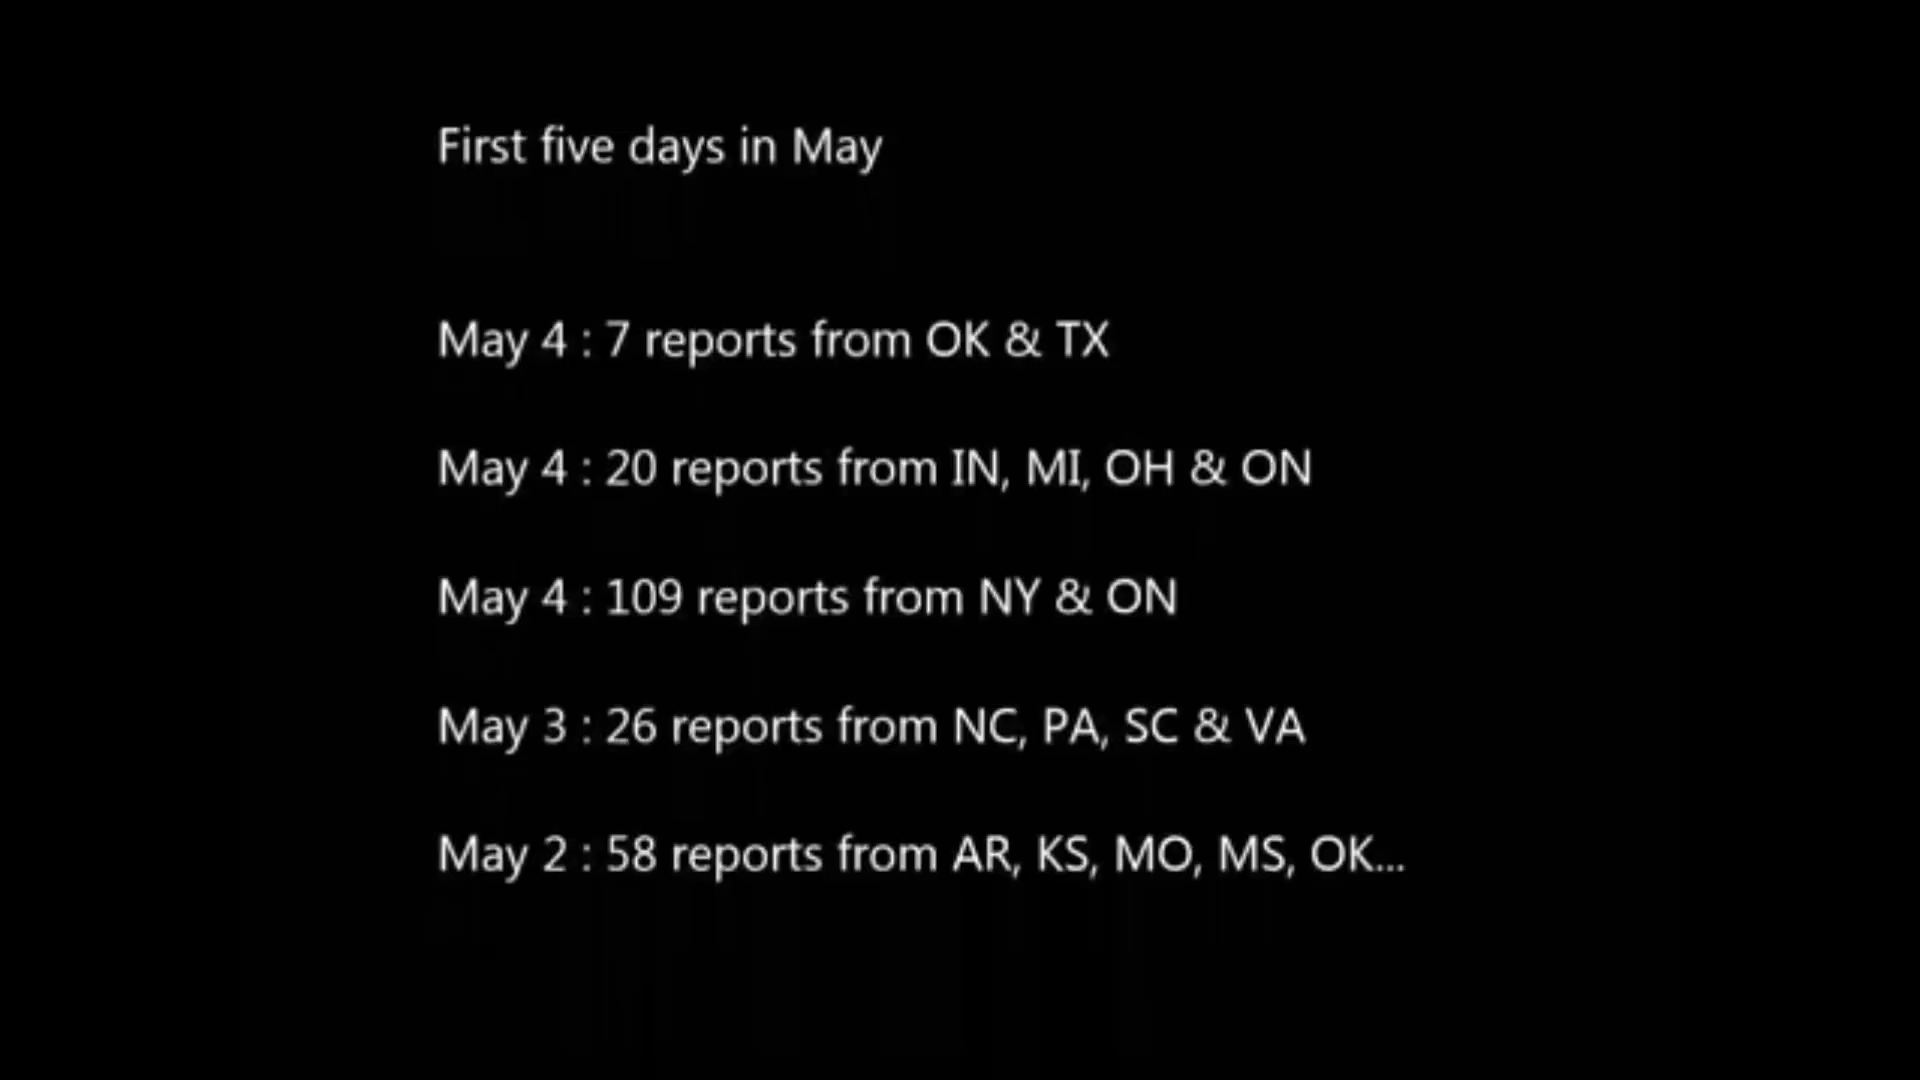 First five days in May
May 4 : 7 reports from OK & TX
May 4 : 20 reports from IN, MI, OH & ON
May 4 : 109 reports from NY & ON
May 3 : 26 reports from NC, PA, SC & VA
May 2 : 58 reports from AR, KS, MO, MS, OK...